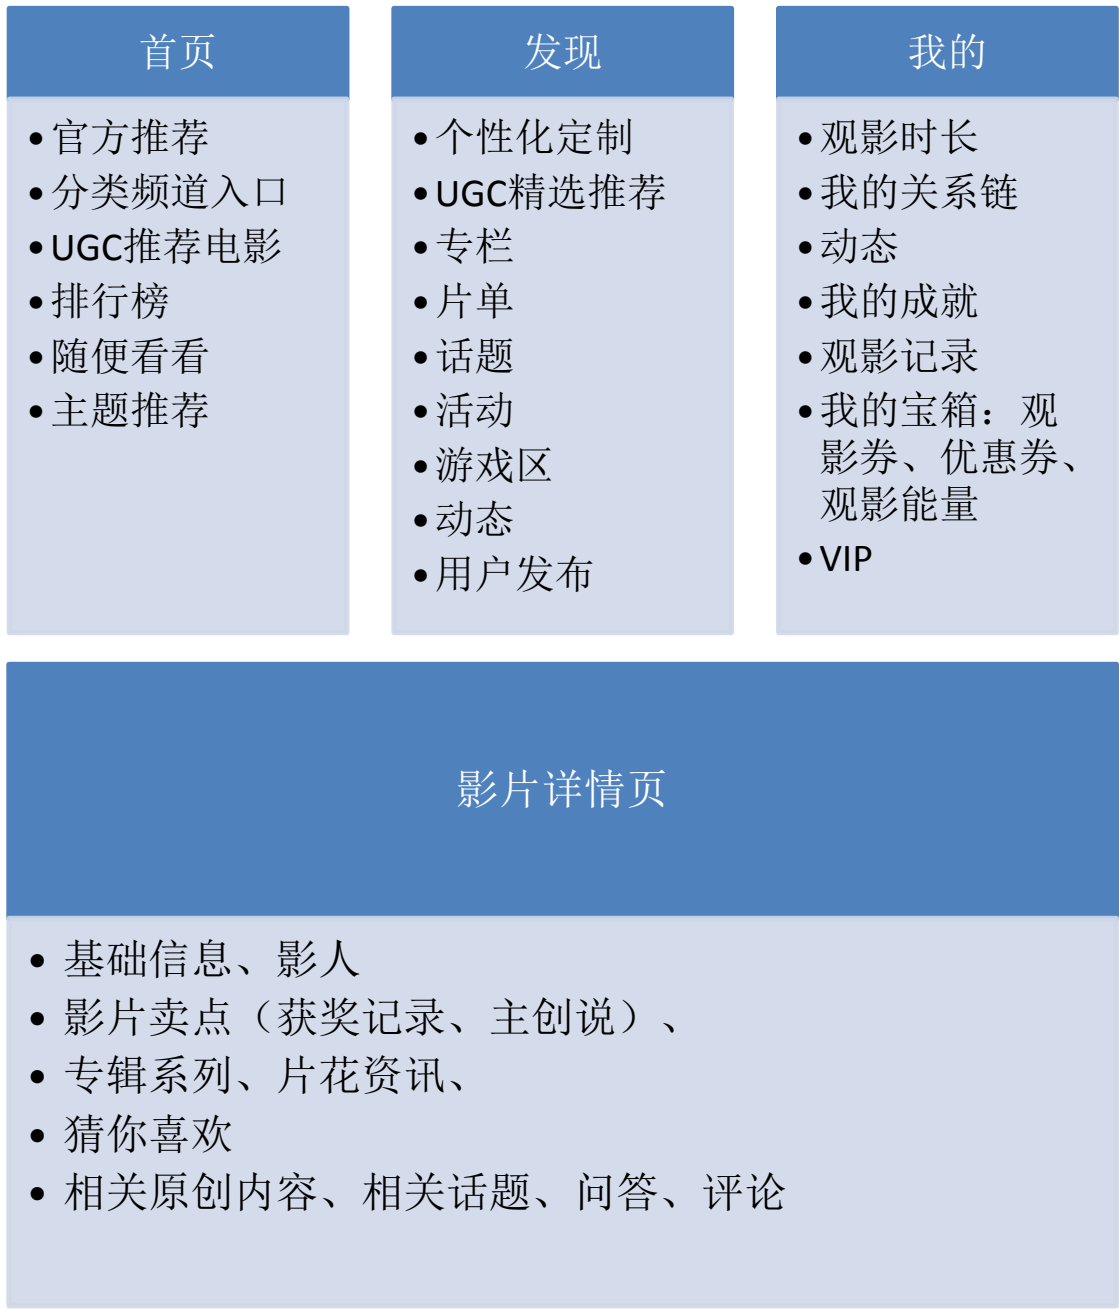 首页
•官方推荐
•分类频道入口
•UGC推荐电影
•排行榜
•随便看看
•主题推荐
发现
•个性化定制
•UGC精选推荐
•专栏
•片单
•话题
•活动
•游戏区
•动态
•用户发布
我的
•观影时长
•我的关系链
•动态
•我的成就
•观影记录
•我的宝箱：观
影券、优惠券、
观影能量
•VIP
影片详情页
• 基础信息、影人
• 影片卖点（获奖记录、主创说）、
• 专辑系列、片花资讯、
• 猜你喜欢
• 相关原创内容、相关话题、问答、评论